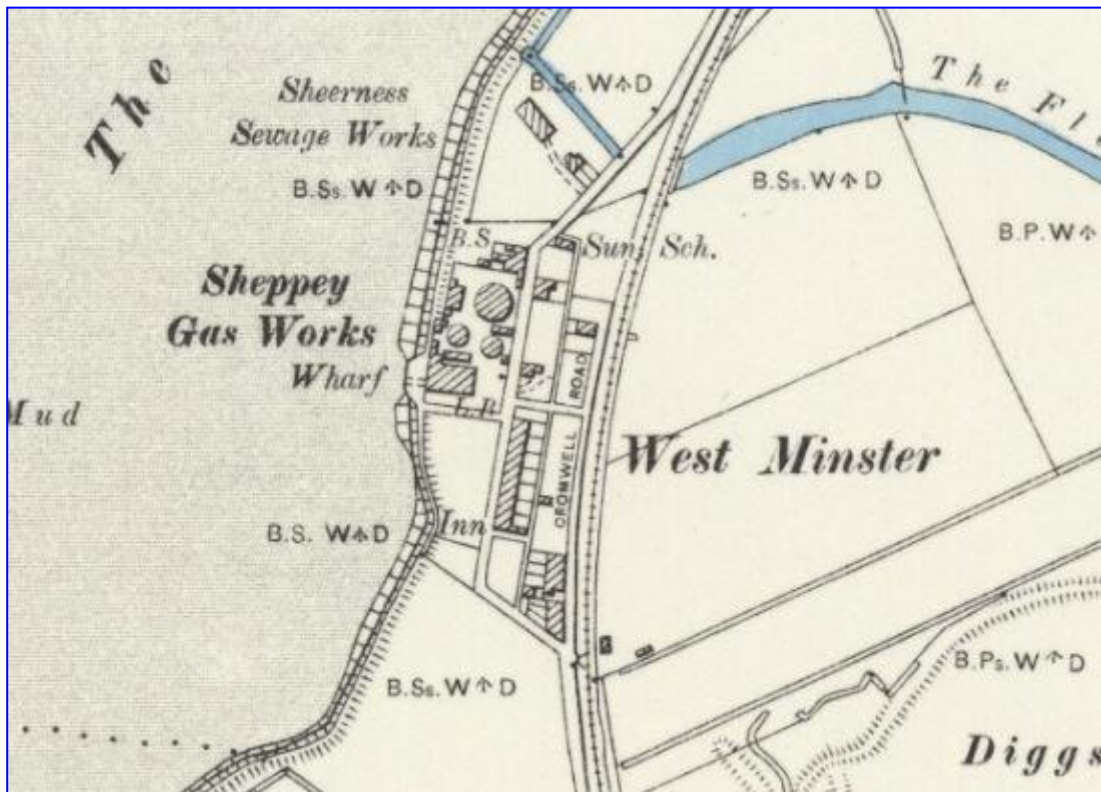 The
Sheerness
Sewage Works
B.Ss. W↑D
B.Ss. W↑D
The Fl
B.Ss. W↑D
B.P. W↑
B.S.
Sun. Sch.
Sheppey
Gas Works
Wharf
ROAD
Mud
L.B.
West Minster
CROMWELL
B.S. W↑D
Inn
B.Ss. W↑D
B.Ps. W↑D
Diggs